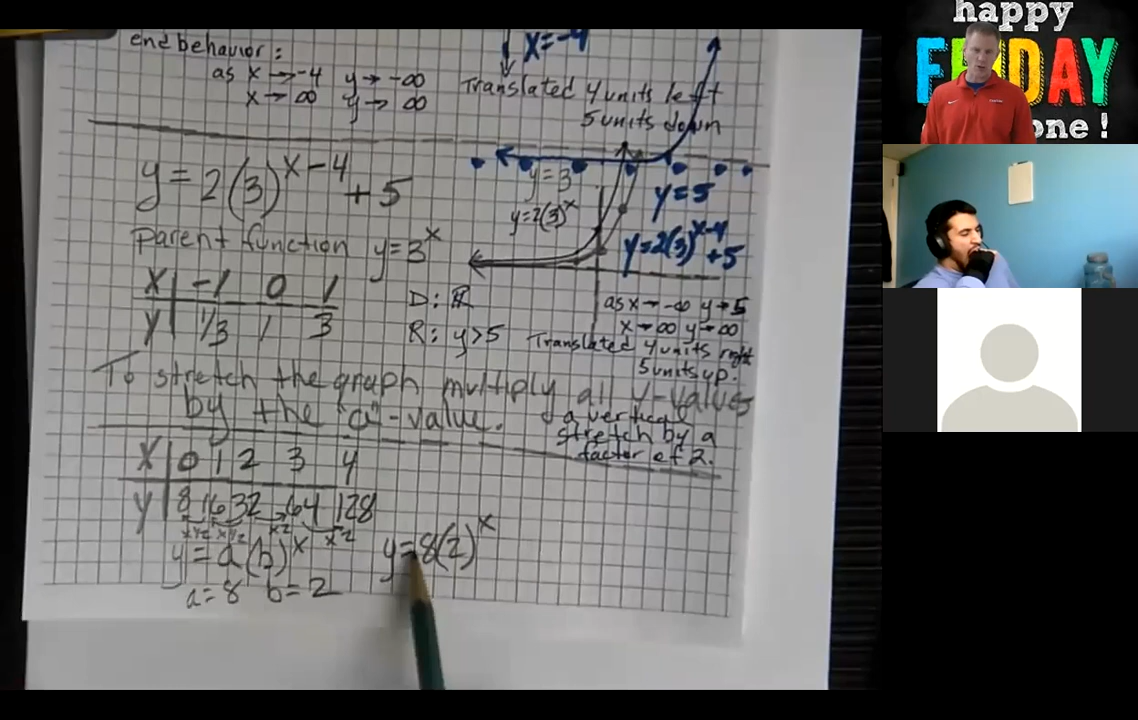 end behavior:
as x → -4 y → -∞
x → ∞ y → ∞
x = -4
Translated 4 units left
5 units down
y = 2(3)^{x-4} + 5
parent function y = 3^x
X | -1 0 1
Y | 1/3 1 3
y = 3
y = 2(3)^x
y = 5
y = 2(3)^{x-4} + 5
D: ℝ
R: y > 5
as x → -∞ y → 5
x → ∞ y → ∞
Translated 4 units right
5 units up.
a vertical
stretch by a
factor of 2.
To stretch the graph multiply all y-values
by the "a"-value.
X | 0 1 2 3 4
Y | 8 16 32 64 128
x2 x2 x2 x2
y = a(b)^x
a = 8 b = 2
y = 8(2)^x
happy
FRIDAY
one!